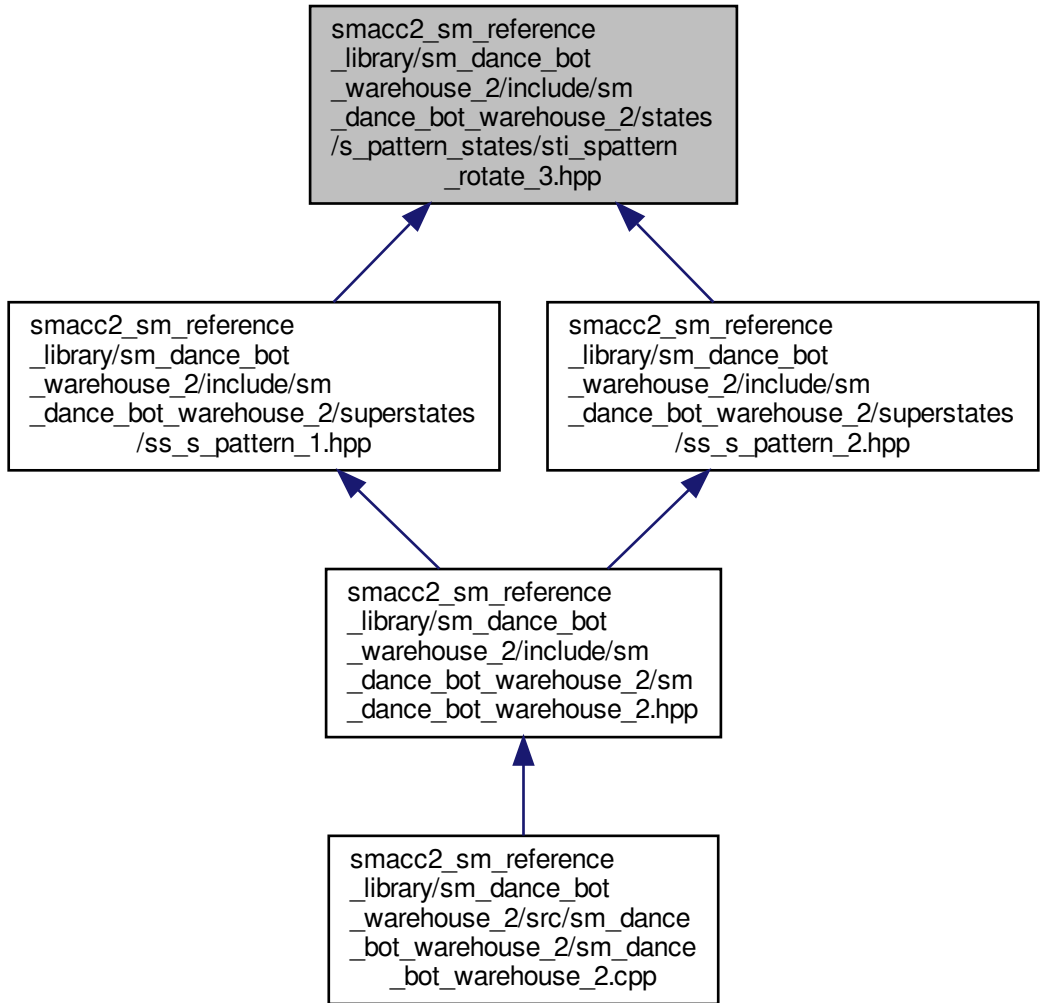 smacc2_sm_reference
_library/sm_dance_bot
_warehouse_2/include/sm
_dance_bot_warehouse_2/states
/s_pattern_states/sti_spattern
_rotate_3.hpp
smacc2_sm_reference
_library/sm_dance_bot
_warehouse_2/include/sm
_dance_bot_warehouse_2/superstates
/ss_s_pattern_1.hpp
smacc2_sm_reference
_library/sm_dance_bot
_warehouse_2/include/sm
_dance_bot_warehouse_2/superstates
/ss_s_pattern_2.hpp
smacc2_sm_reference
_library/sm_dance_bot
_warehouse_2/include/sm
_dance_bot_warehouse_2/sm
_dance_bot_warehouse_2.hpp
smacc2_sm_reference
_library/sm_dance_bot
_warehouse_2/src/sm_dance
_bot_warehouse_2/sm_dance
_bot_warehouse_2.cpp